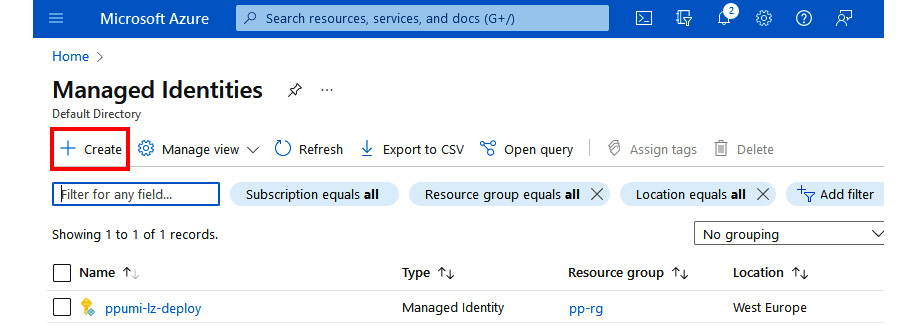 Microsoft Azure Search resources, services, and docs (G+/) 2
Home
Managed Identities ...
Default Directory
Create Manage view Refresh Export to CSV Open query Assign tags Delete
Filter for any field... Subscription equals all Resource group equals all Location equals all Add filter
Showing 1 to 1 of 1 records.
No grouping
Name Type Resource group Location
ppumi-lz-deploy Managed Identity pp-rg West Europe